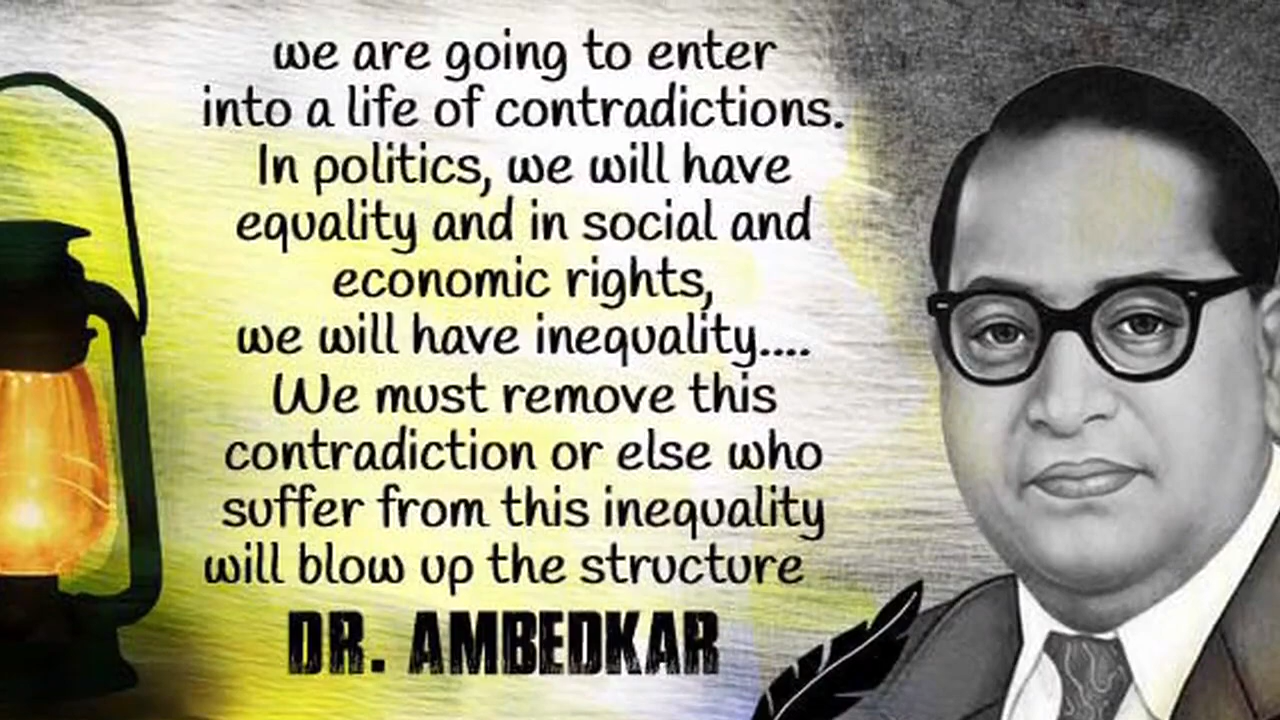 we are going to enter
into a life of contradictions.
In politics, we will have
equality and in social and
economic rights,
we will have inequality....
We must remove this
contradiction or else who
suffer from this inequality
will blow up the structure
DR. AMBEDKAR